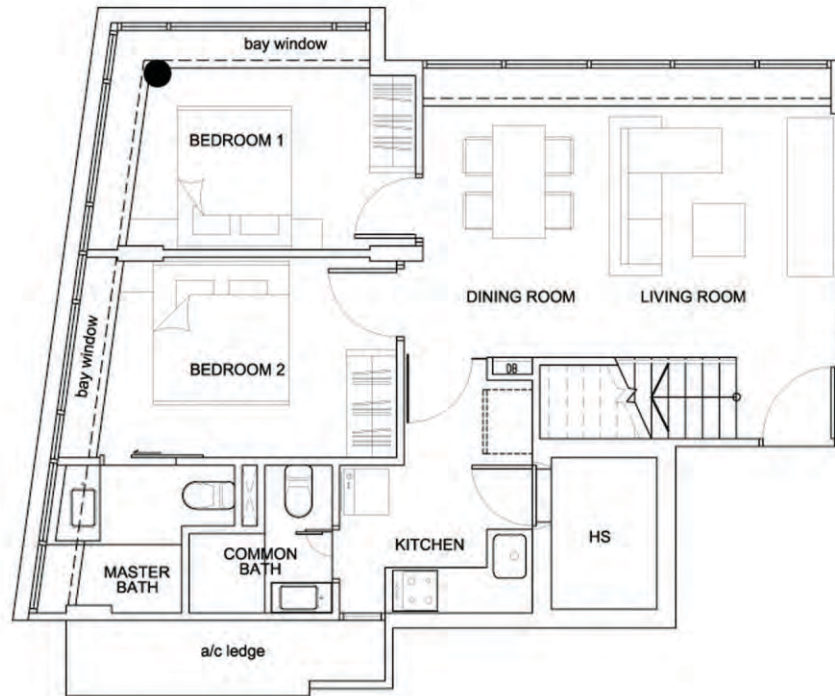 bay window
BEDROOM 1
DINING ROOM
LIVING ROOM
bay window
BEDROOM 2
DB
KITCHEN
HS
COMMON
BATH
MASTER
BATH
a/c ledge